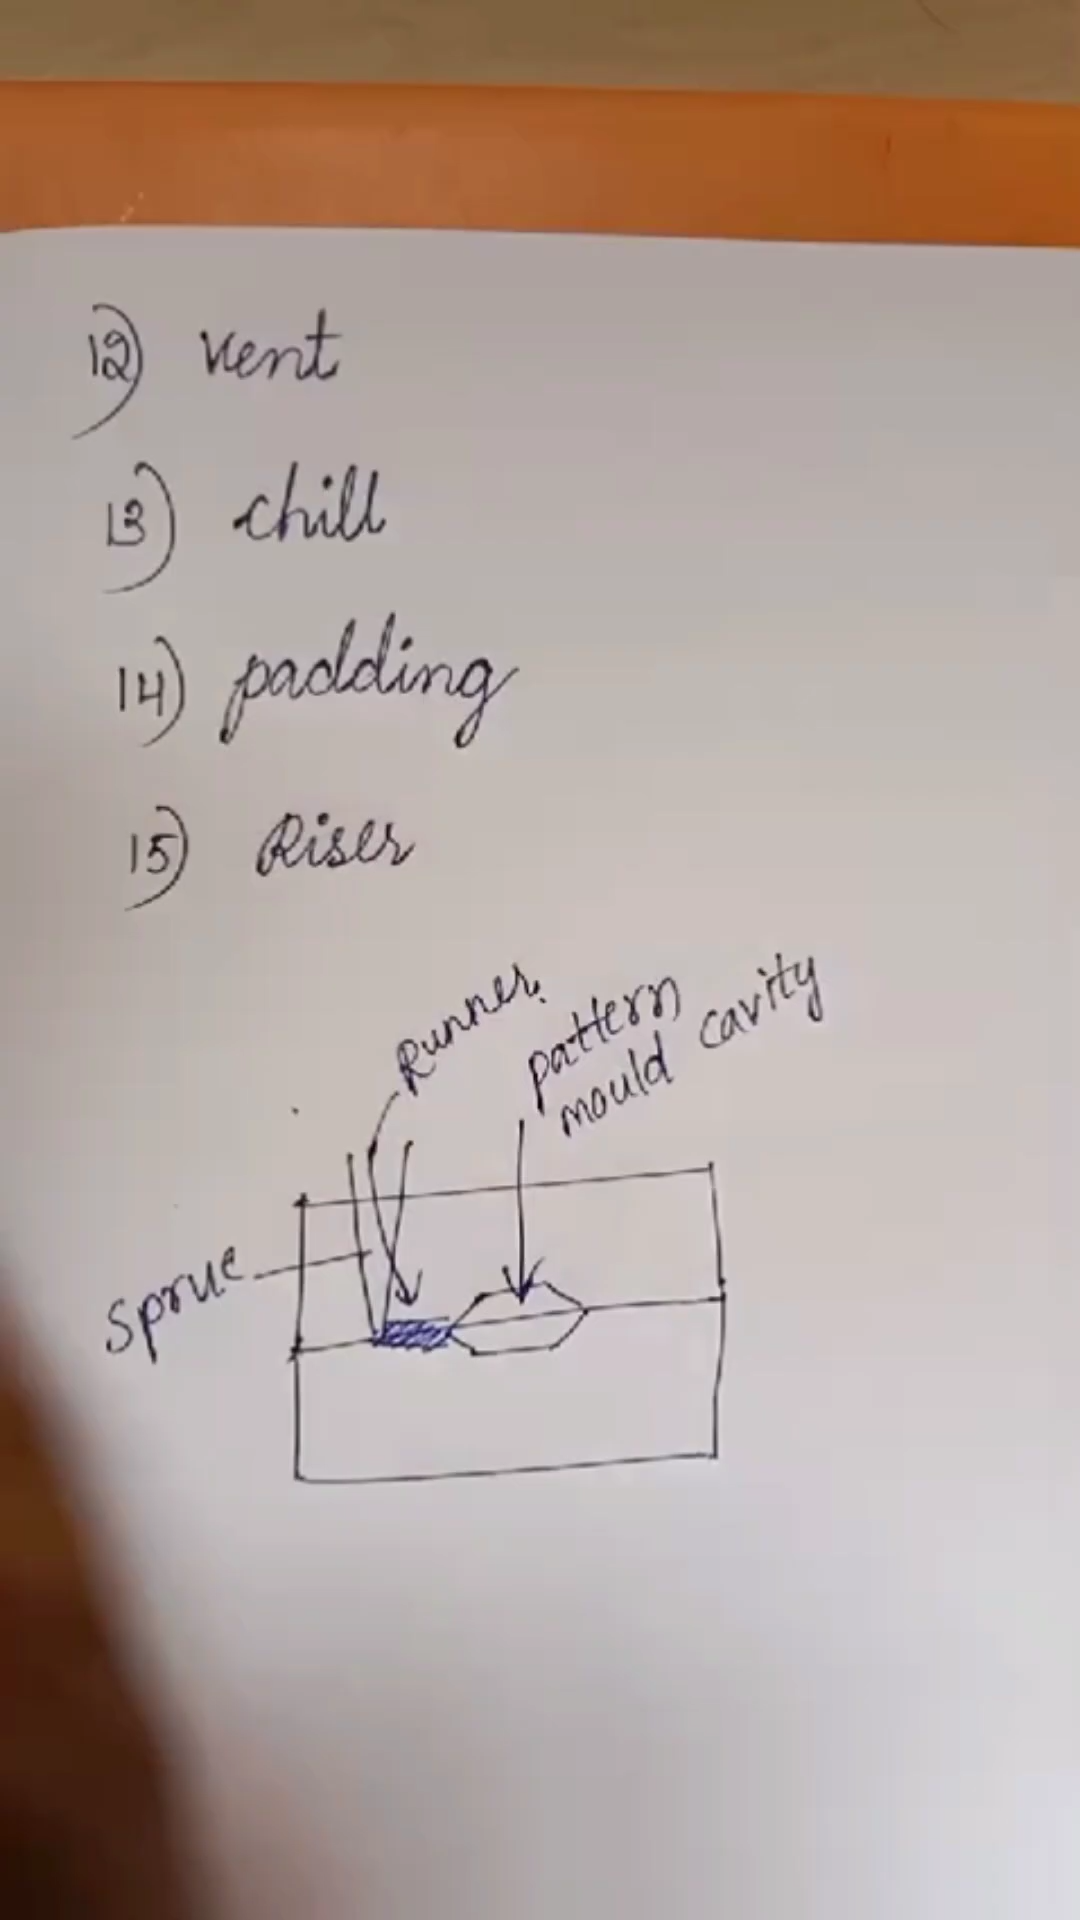 12) vent
13) chill
14) padding
15) Riser
Runner.
pattern
mould cavity
Sprue